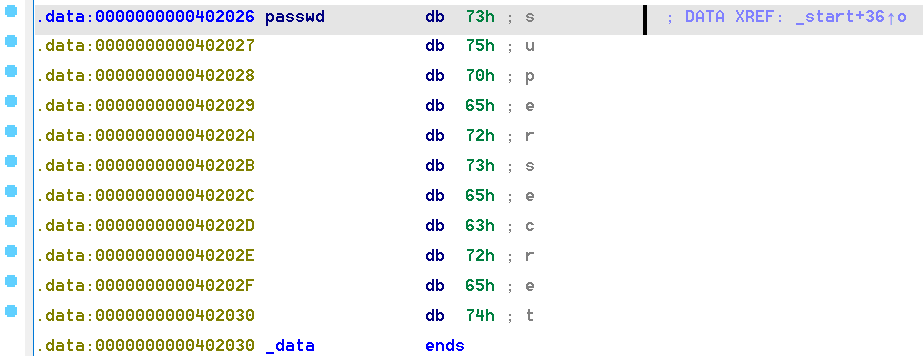 .data:0000000000402026 passwd db 73h ; s ; DATA XREF: _start+36↑o
.data:0000000000402027 db 75h ; u
.data:0000000000402028 db 70h ; p
.data:0000000000402029 db 65h ; e
.data:000000000040202A db 72h ; r
.data:000000000040202B db 73h ; s
.data:000000000040202C db 65h ; e
.data:000000000040202D db 63h ; c
.data:000000000040202E db 72h ; r
.data:000000000040202F db 65h ; e
.data:0000000000402030 db 74h ; t
.data:0000000000402030 _data ends